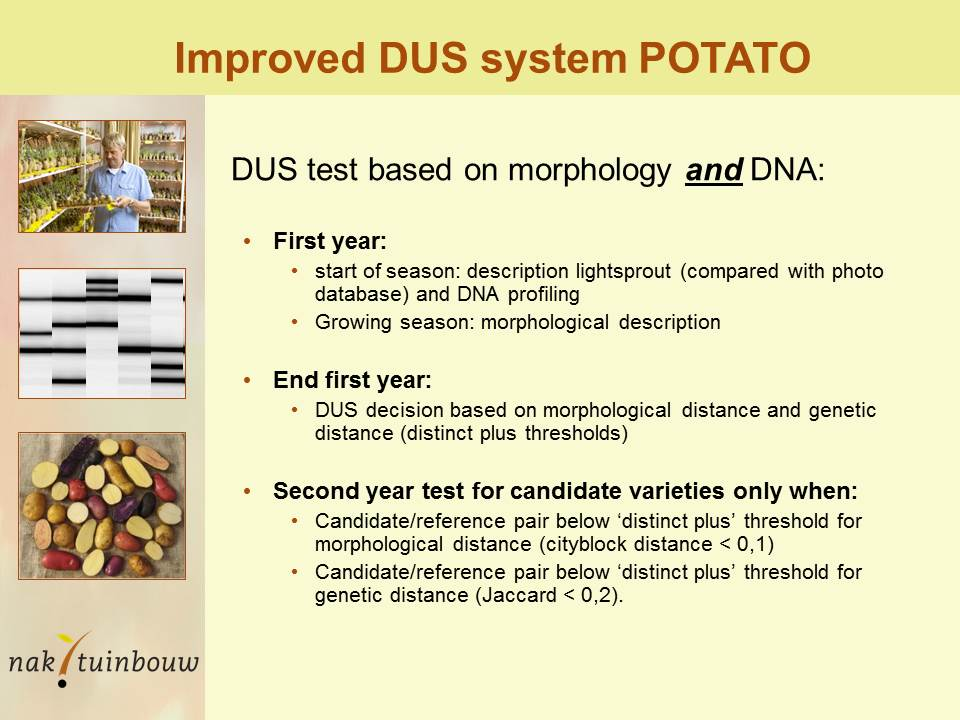 Improved DUS system POTATO
DUS test based on morphology and DNA:
• First year:
• start of season: description lightsprout (compared with photo
database) and DNA profiling
• Growing season: morphological description
• End first year:
• DUS decision based on morphological distance and genetic
distance (distinct plus thresholds)
• Second year test for candidate varieties only when:
• Candidate/reference pair below ‘distinct plus’ threshold for
morphological distance (cityblock distance < 0,1)
• Candidate/reference pair below ‘distinct plus’ threshold for
genetic distance (Jaccard < 0,2).
nak tuinbouw